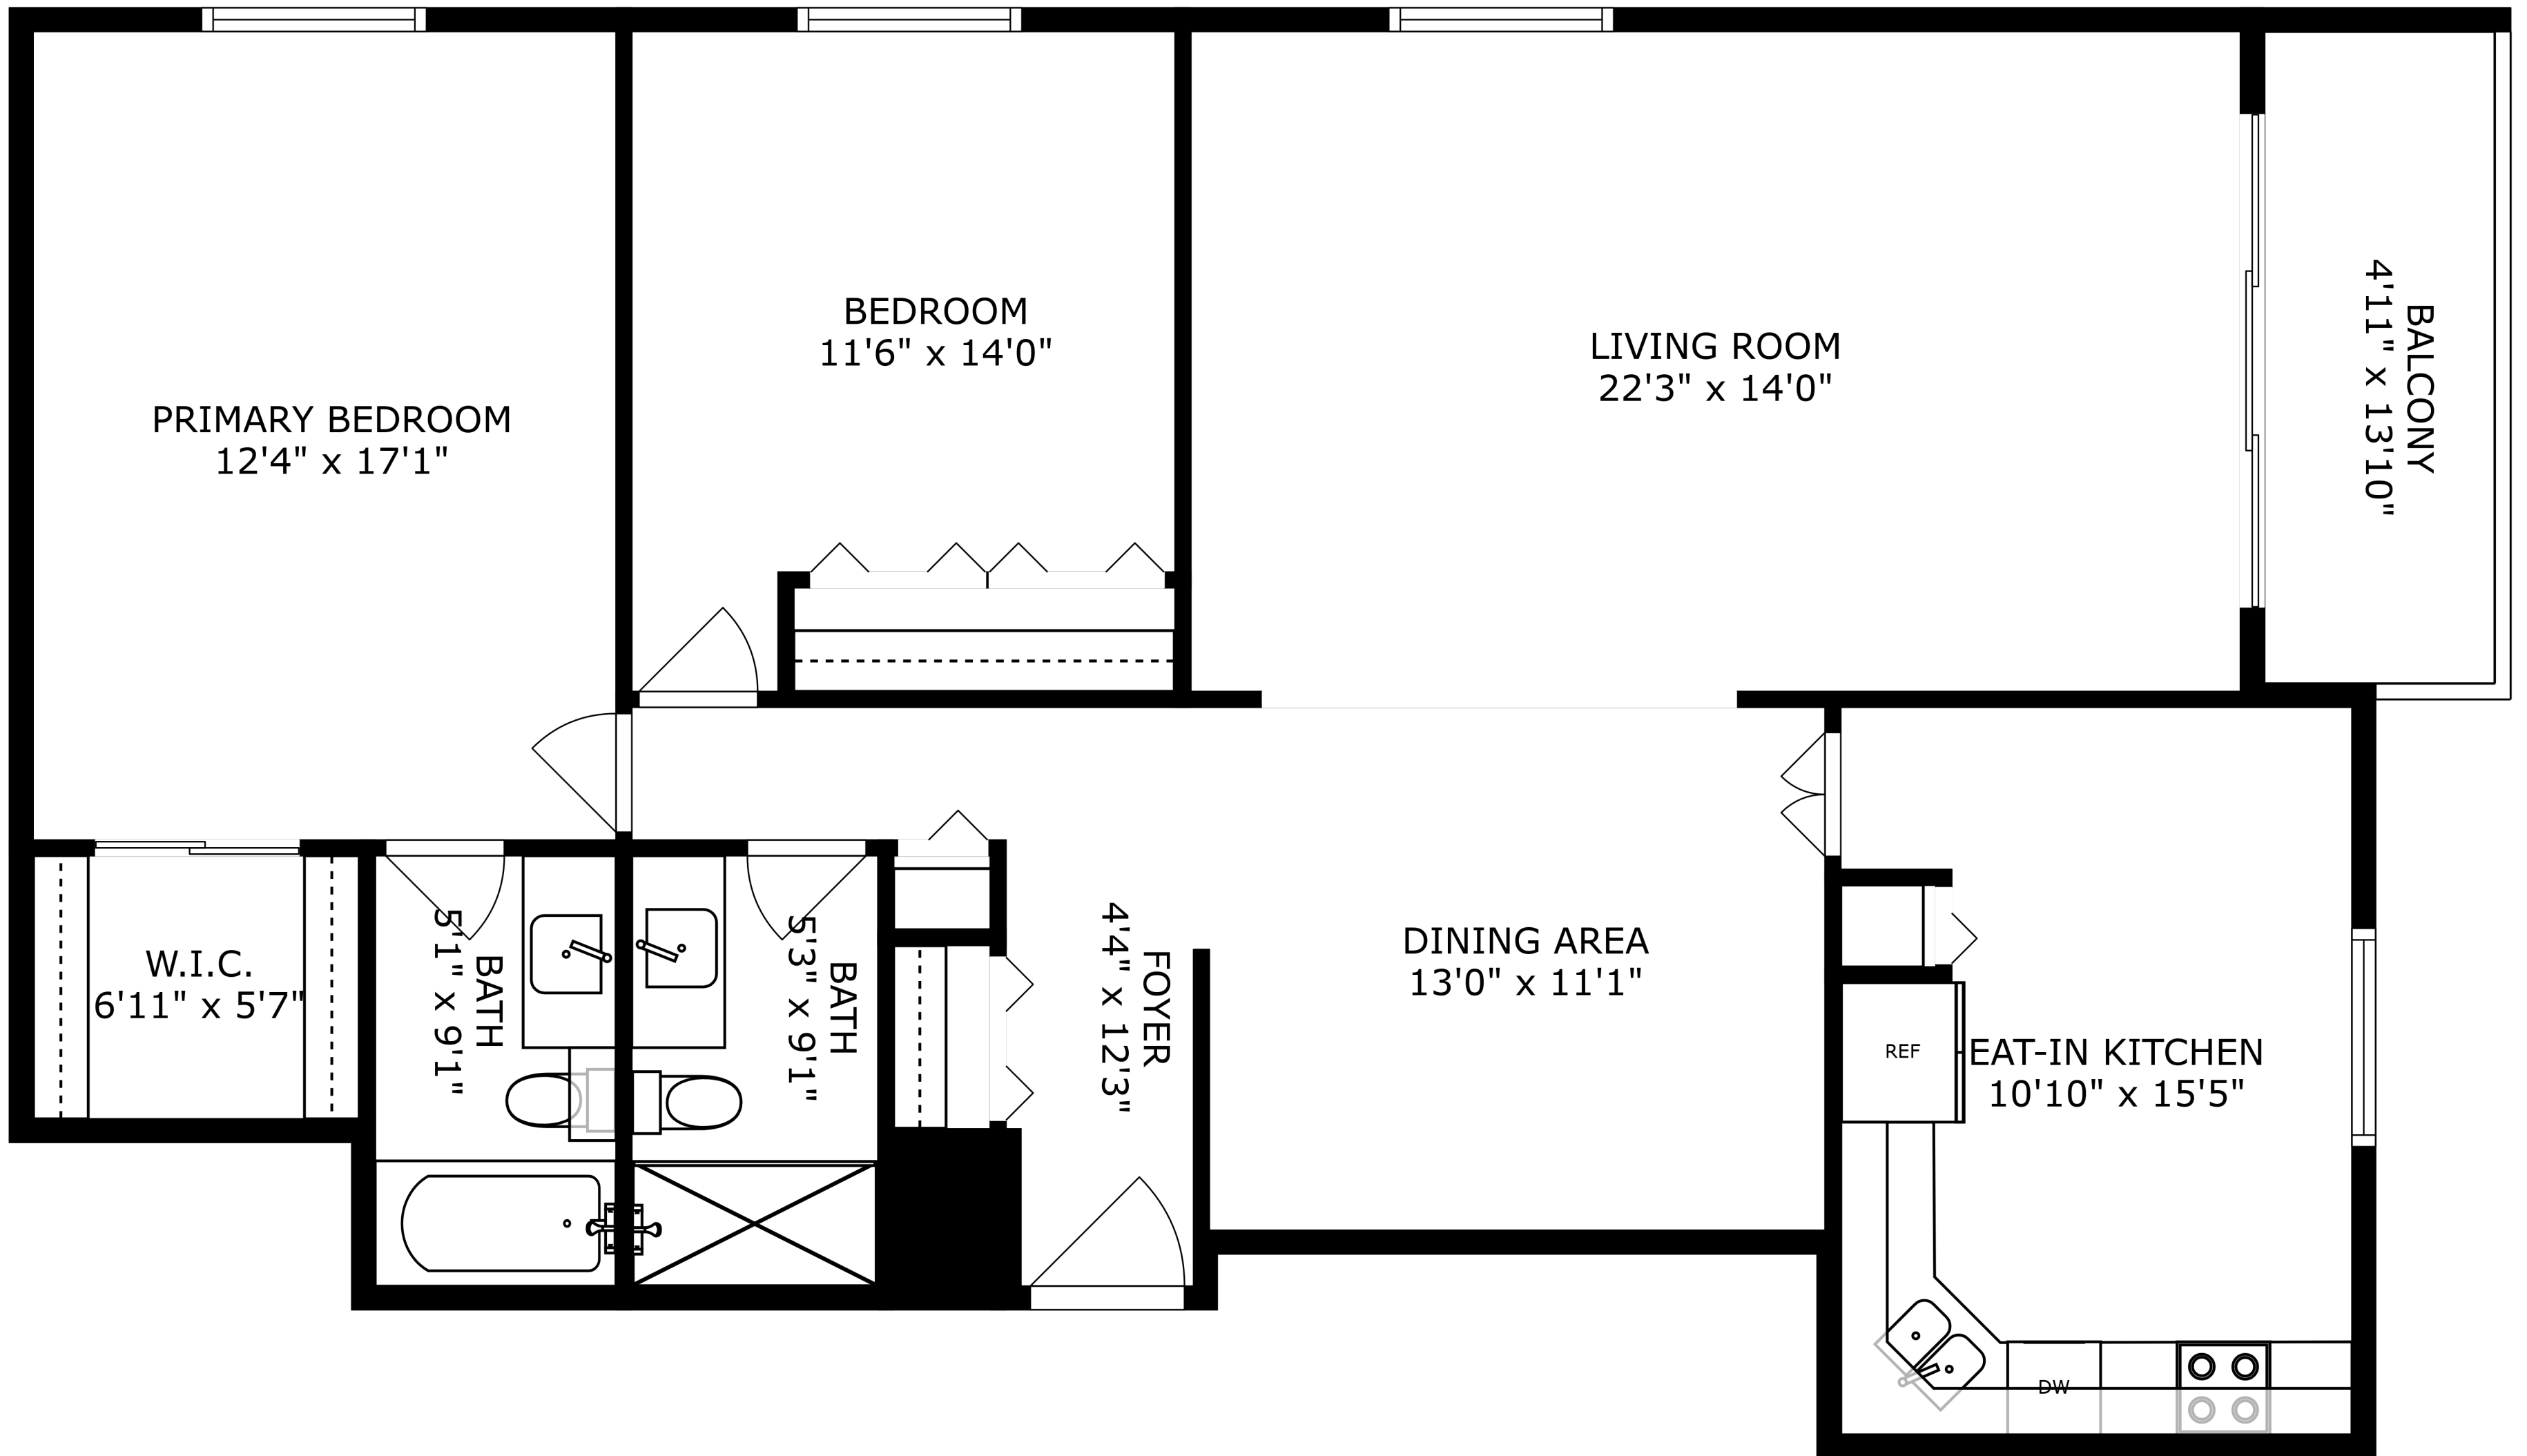 PRIMARY BEDROOM
12'4" x 17'1"
BEDROOM
11'6" x 14'0"
LIVING ROOM
22'3" x 14'0"
BALCONY
4'11" x 13'10"
W.I.C.
6'11" x 5'7"
BATH
5'1" x 9'1"
BATH
5'3" x 9'1"
FOYER
4'4" x 12'3"
DINING AREA
13'0" x 11'1"
REF
EAT-IN KITCHEN
10'10" x 15'5"
DW